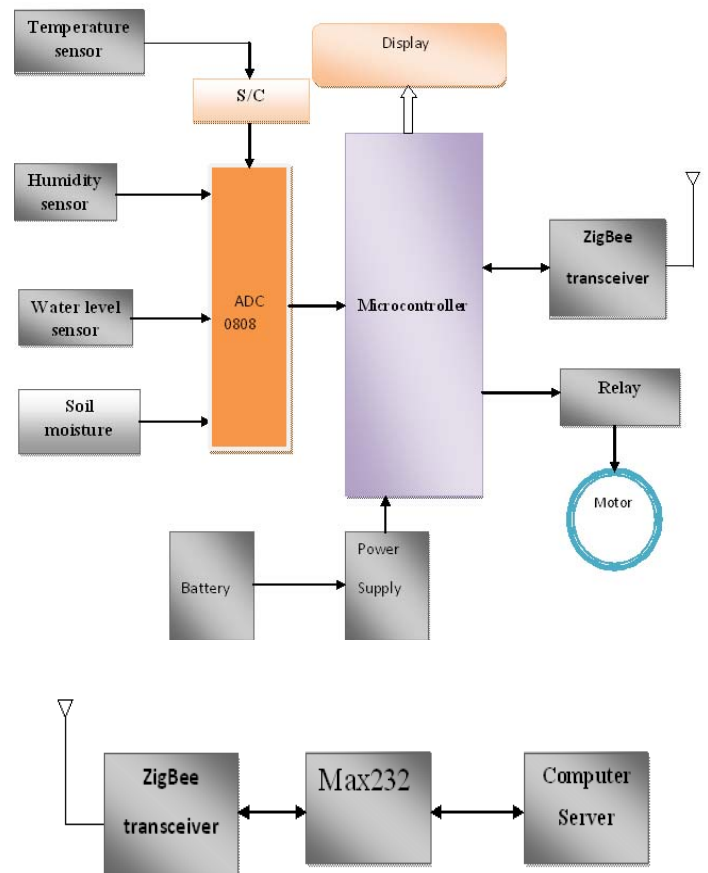 Temperature
sensor
Display
S/C
Humidity
sensor
ZigBee
transceiver
Water level
sensor
ADC
0808
Microcontroller
Soil
moisture
Relay
Motor
Battery
Power
Supply
ZigBee
transceiver
Max232
Computer
Server